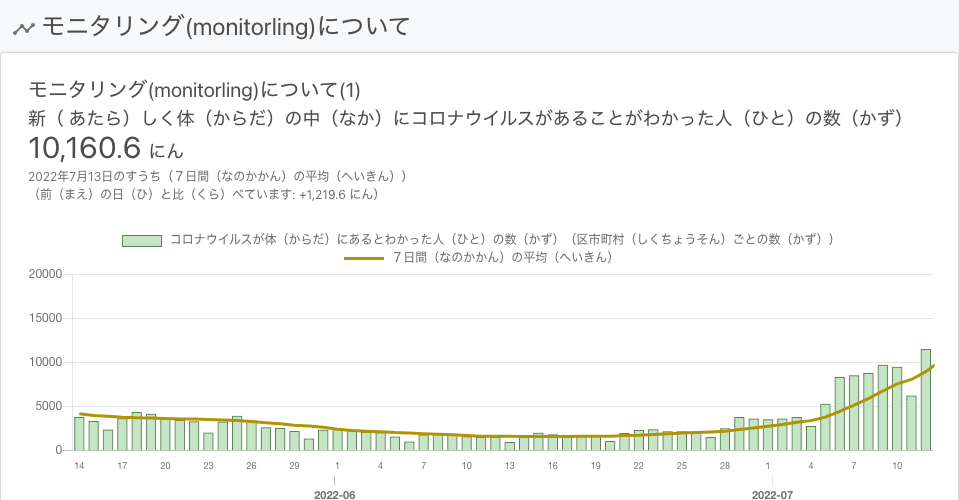 モニタリング(monitorling)について
モニタリング(monitorling)について(1)
新（ あたら）しく体（からだ）の中（なか）にコロナウイルスがあることがわかった人（ひと）の数（かず）
10,160.6 にん
2022年7月13日のすうち（７日間（なのかかん）の平均（へいきん））
（前（まえ）の日（ひ）と比（くら）べています: +1,219.6 にん）
コロナウイルスが体（からだ）にあるとわかった人（ひと）の数（かず）（区市町村（しくちょうそん）ごとの数（かず））
７日間（なのかかん）の平均（へいきん）
20000
15000
10000
5000
0
14 17 20 23 26 29 1 4 7 10 13 16 19 22 25 28 1 4 7 10
2022-06 2022-07